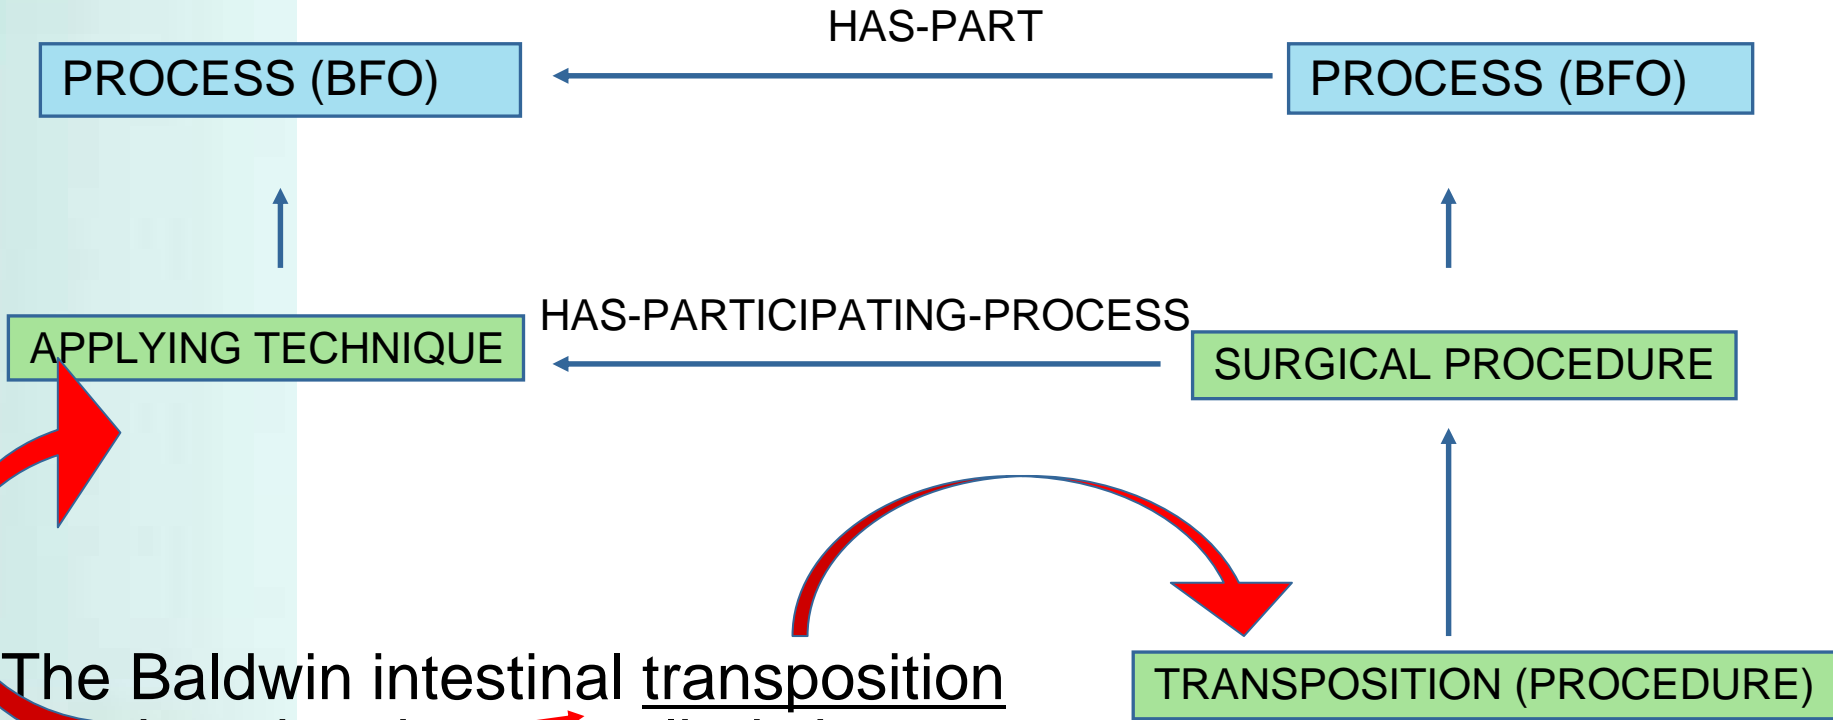 HAS-PART
PROCESS (BFO)
PROCESS (BFO)
HAS-PARTICIPATING-PROCESS
APPLYING TECHNIQUE
SURGICAL PROCEDURE
The Baldwin intestinal transposition
TRANSPOSITION (PROCEDURE)